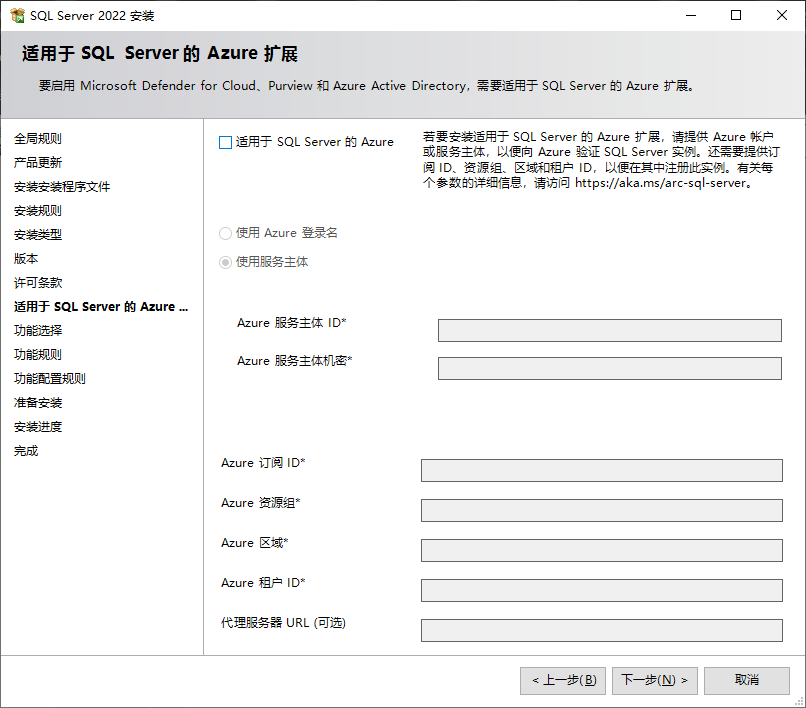 SQL Server 2022 安装
适用于 SQL Server 的 Azure 扩展
要启用 Microsoft Defender for Cloud、Purview 和 Azure Active Directory，需要适用于 SQL Server 的 Azure 扩展。
全局规则
产品更新
安装安装程序文件
安装规则
安装类型
版本
许可条款
适用于 SQL Server 的 Azure ...
功能选择
功能规则
功能配置规则
准备安装
安装进度
完成
适用于 SQL Server 的 Azure
若要安装适用于 SQL Server 的 Azure 扩展，请提供 Azure 帐户
或服务主体，以便向 Azure 验证 SQL Server 实例。还需要提供订
阅 ID、资源组、区域和租户 ID，以便在其中注册此实例。有关每
个参数的详细信息，请访问 https://aka.ms/arc-sql-server。
使用 Azure 登录名
使用服务主体
Azure 服务主体 ID*
Azure 服务主体机密*
Azure 订阅 ID*
Azure 资源组*
Azure 区域*
Azure 租户 ID*
代理服务器 URL (可选)
< 上一步(B)
下一步(N) >
取消